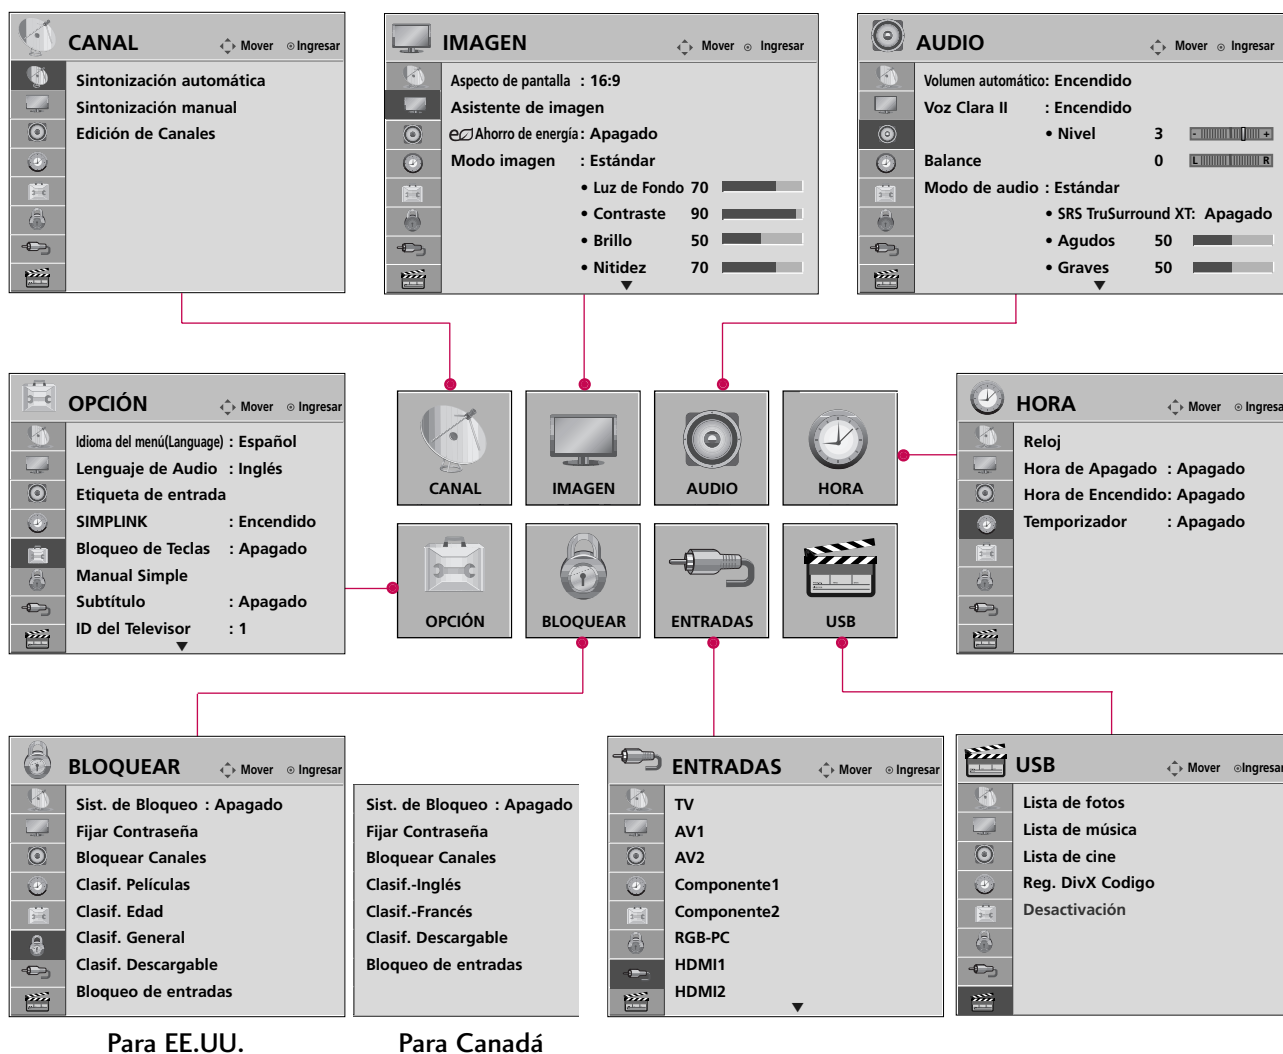 CANAL
Mover Ingresar
Sintonización automática
Sintonización manual
Edición de Canales
IMAGEN
Mover Ingresar
Aspecto de pantalla : 16:9
Asistente de imagen
Ahorro de energía : Apagado
Modo imagen : Estándar
• Luz de Fondo 70
• Contraste 90
• Brillo 50
• Nitidez 70
AUDIO
Mover Ingresar
Volumen automático: Encendido
Voz Clara II : Encendido
• Nivel 3 - +
Balance 0 L R
Modo de audio : Estándar
• SRS TruSurround XT: Apagado
• Agudos 50
• Graves 50
OPCIÓN
Mover Ingresar
Idioma del menú(Language) : Español
Lenguaje de Audio : Inglés
Etiqueta de entrada
SIMPLINK : Encendido
Bloqueo de Teclas : Apagado
Manual Simple
Subtítulo : Apagado
ID del Televisor : 1
CANAL
IMAGEN
AUDIO
HORA
OPCIÓN
BLOQUEAR
ENTRADAS
USB
HORA
Mover Ingresa
Reloj
Hora de Apagado : Apagado
Hora de Encendido: Apagado
Temporizador : Apagado
BLOQUEAR
Mover Ingresar
Sist. de Bloqueo : Apagado
Fijar Contraseña
Bloquear Canales
Clasif. Películas
Clasif. Edad
Clasif. General
Clasif. Descargable
Bloqueo de entradas
Para EE.UU.
Sist. de Bloqueo : Apagado
Fijar Contraseña
Bloquear Canales
Clasif.-Inglés
Clasif.-Francés
Clasif. Descargable
Bloqueo de entradas
Para Canadá
ENTRADAS
Mover Ingresar
TV
AV1
AV2
Componente1
Componente2
RGB-PC
HDMI1
HDMI2
USB
Mover Ingresar
Lista de fotos
Lista de música
Lista de cine
Reg. DivX Codigo
Desactivación